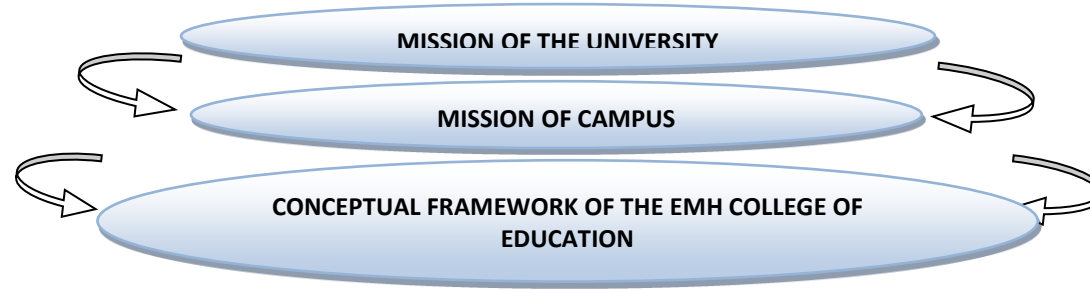 MISSION OF THE UNIVERSITY
MISSION OF CAMPUS
CONCEPTUAL FRAMEWORK OF THE EMH COLLEGE OF
EDUCATION